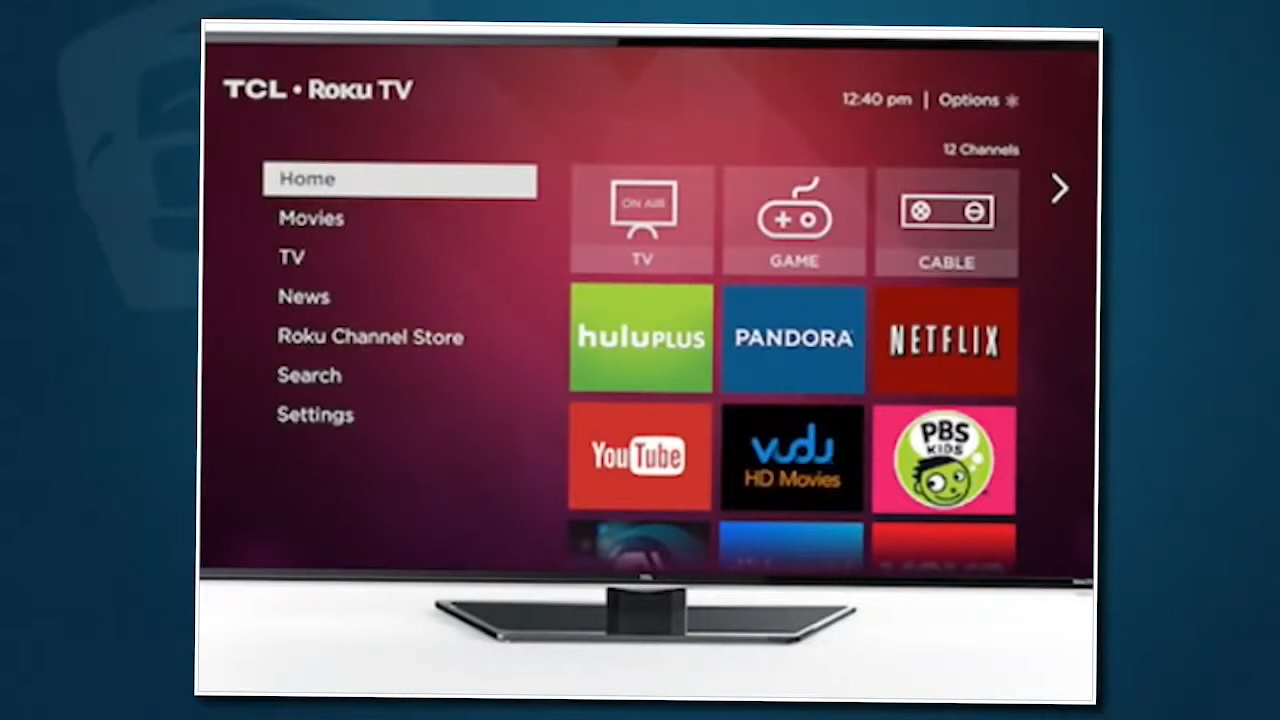 TCL • Roku TV
12:40 pm | Options ✳
12 Channels
Home
Movies
TV
News
Roku Channel Store
Search
Settings
ON AIR
TV
GAME
CABLE
huluPLUS
PANDORA
NETFLIX
YouTube
vudu
HD Movies
PBS
KIDS
TCL